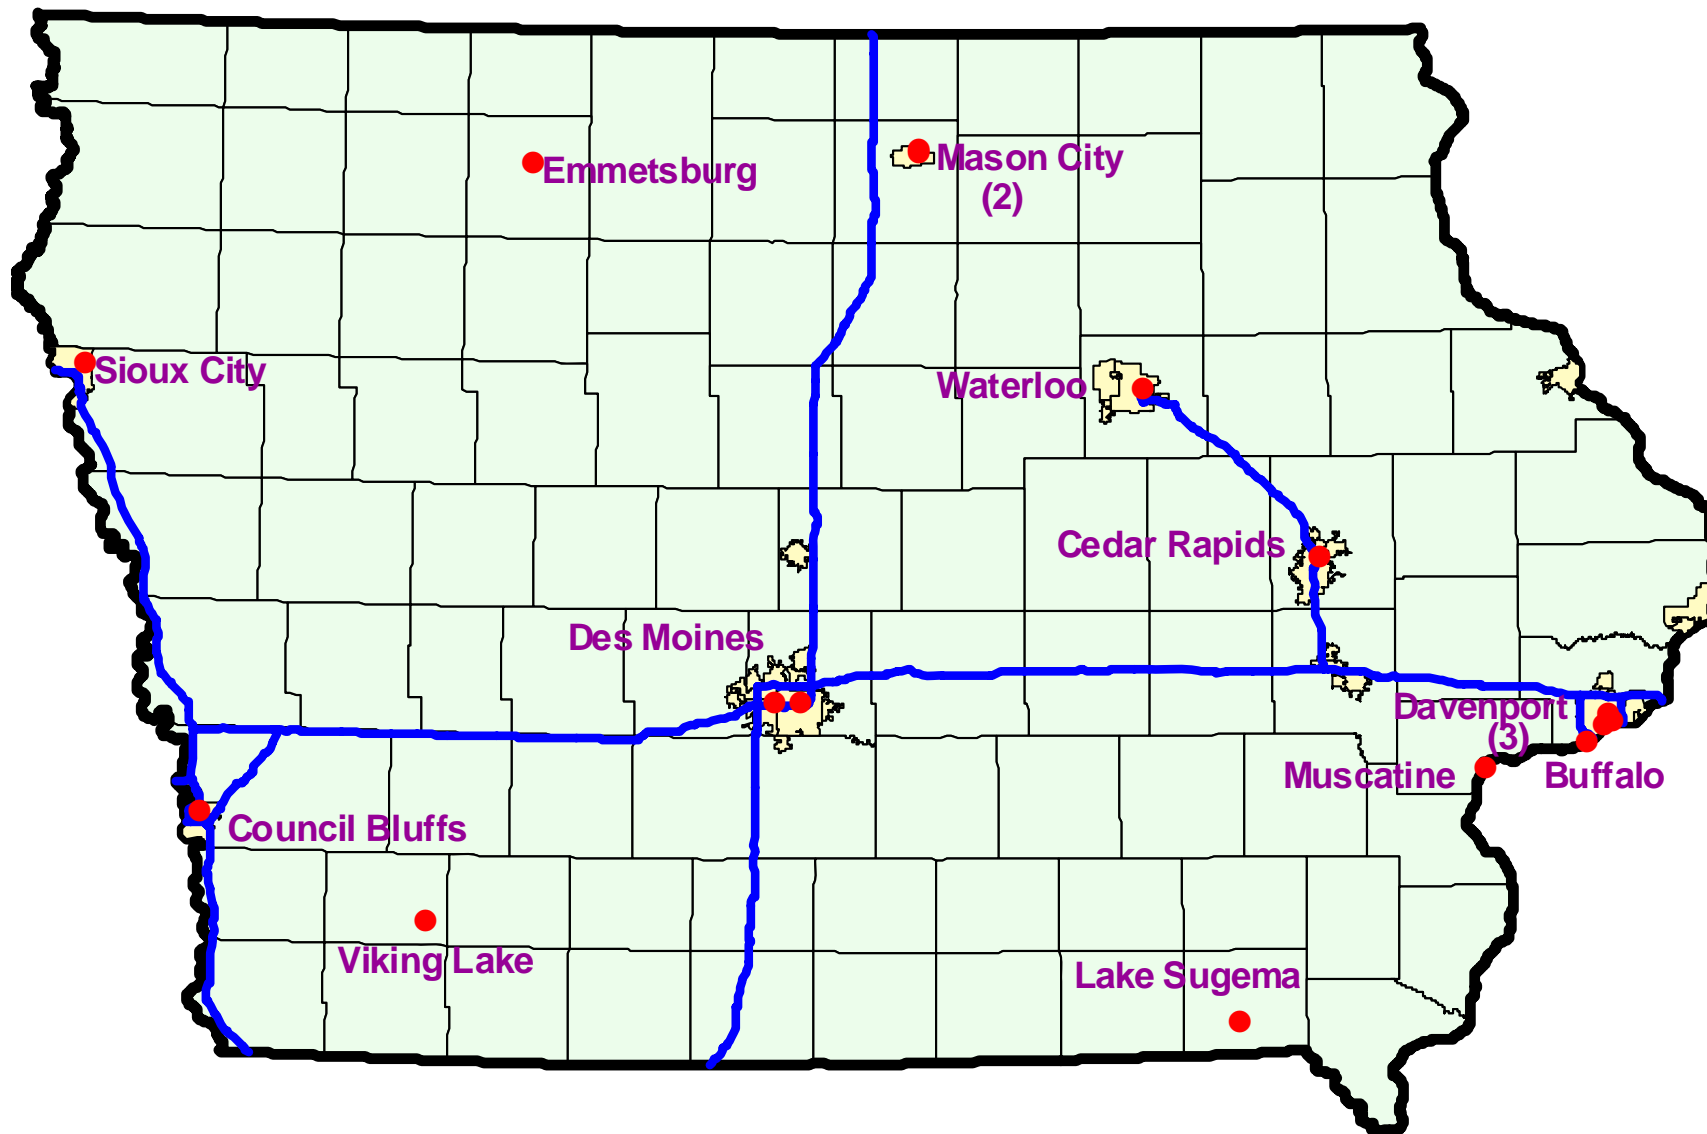 Emmetsburg
Mason City
(2)
Sioux City
Waterloo
Cedar Rapids
Des Moines
Davenport
(3)
Muscatine
Buffalo
Council Bluffs
Viking Lake
Lake Sugema